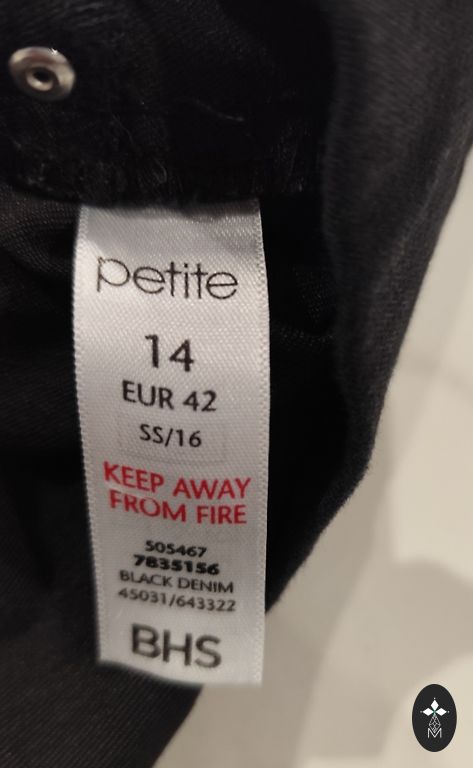 petite
14
EUR 42
SS/16
KEEP AWAY
FROM FIRE
505467
7835156
BLACK DENIM
45031/643322
BHS
M